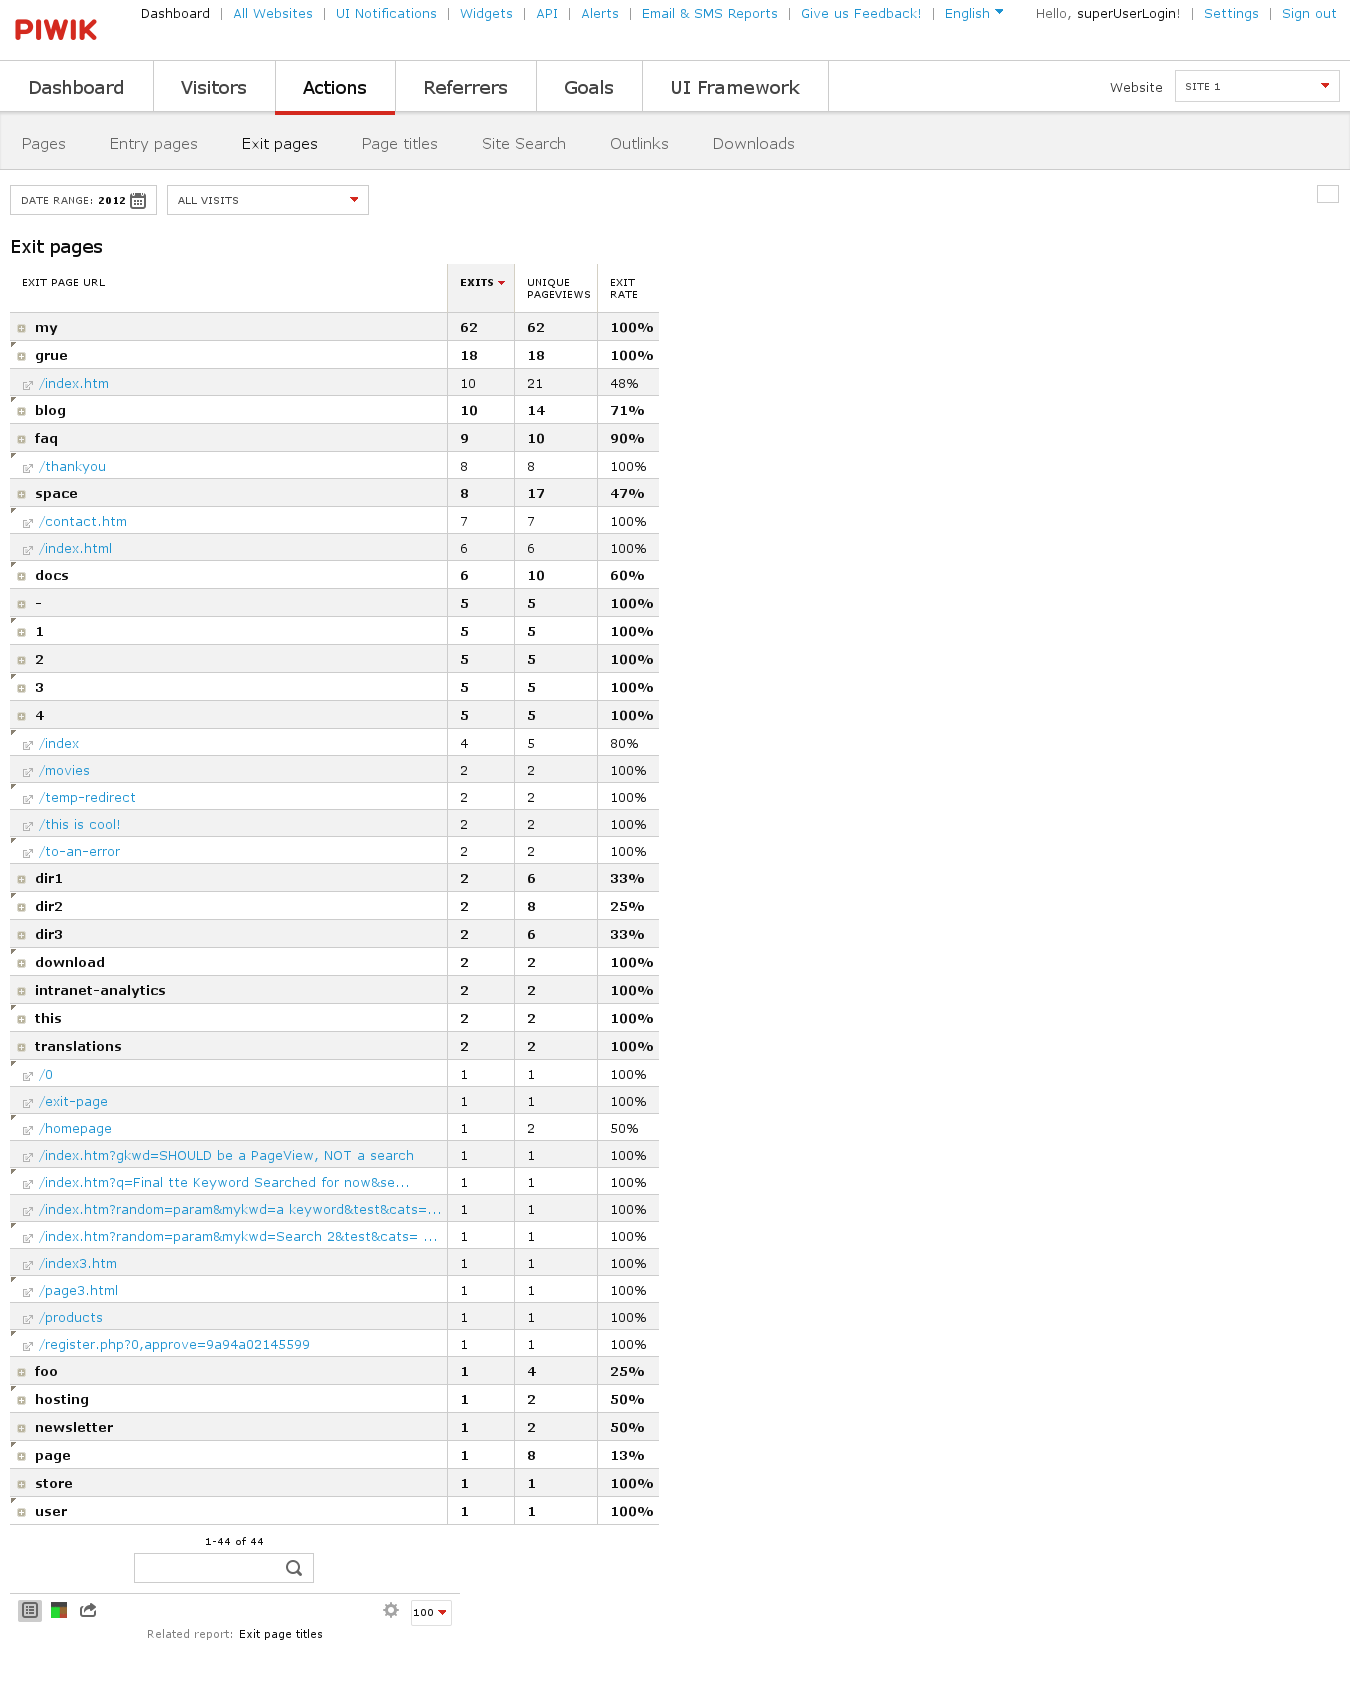 PIWIK
Dashboard | All Websites | UI Notifications | Widgets | API | Alerts | Email & SMS Reports | Give us Feedback! | English Hello, superUserLogin! | Settings | Sign out
Dashboard Visitors Actions Referrers Goals UI Framework Website SITE 1
Pages Entry pages Exit pages Page titles Site Search Outlinks Downloads
DATE RANGE: 2012 ALL VISITS
Exit pages
EXIT PAGE URL EXITS UNIQUE PAGEVIEWS EXIT RATE
my 62 62 100%
grue 18 18 100%
/index.htm 10 21 48%
blog 10 14 71%
faq 9 10 90%
/thankyou 8 8 100%
space 8 17 47%
/contact.htm 7 7 100%
/index.html 6 6 100%
docs 6 10 60%
- 5 5 100%
1 5 5 100%
2 5 5 100%
3 5 5 100%
4 5 5 100%
/index 4 5 80%
/movies 2 2 100%
/temp-redirect 2 2 100%
/this is cool! 2 2 100%
/to-an-error 2 2 100%
dir1 2 6 33%
dir2 2 8 25%
dir3 2 6 33%
download 2 2 100%
intranet-analytics 2 2 100%
this 2 2 100%
translations 2 2 100%
/0 1 1 100%
/exit-page 1 1 100%
/homepage 1 2 50%
/index.htm?gkwd=SHOULD be a PageView, NOT a search 1 1 100%
/index.htm?q=Final tte Keyword Searched for now&se... 1 1 100%
/index.htm?random=param&mykwd=a keyword&test&cats=... 1 1 100%
/index.htm?random=param&mykwd=Search 2&test&cats= ... 1 1 100%
/index3.htm 1 1 100%
/page3.html 1 1 100%
/products 1 1 100%
/register.php?0,approve=9a94a02145599 1 1 100%
foo 1 4 25%
hosting 1 2 50%
newsletter 1 2 50%
page 1 8 13%
store 1 1 100%
user 1 1 100%
1-44 of 44
100
Related report: Exit page titles